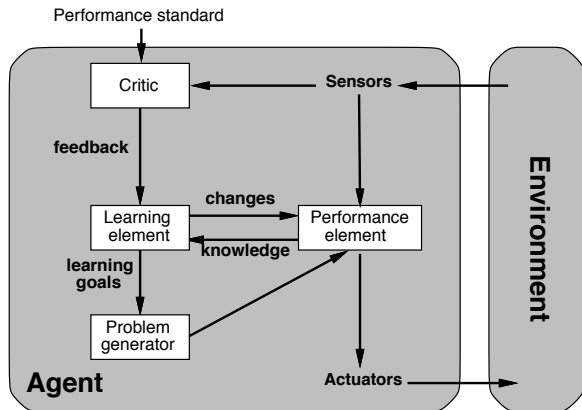 Performance standard
Critic
Sensors
feedback
changes
Learning
element
Performance
element
knowledge
learning
goals
Problem
generator
Agent
Actuators
Environment